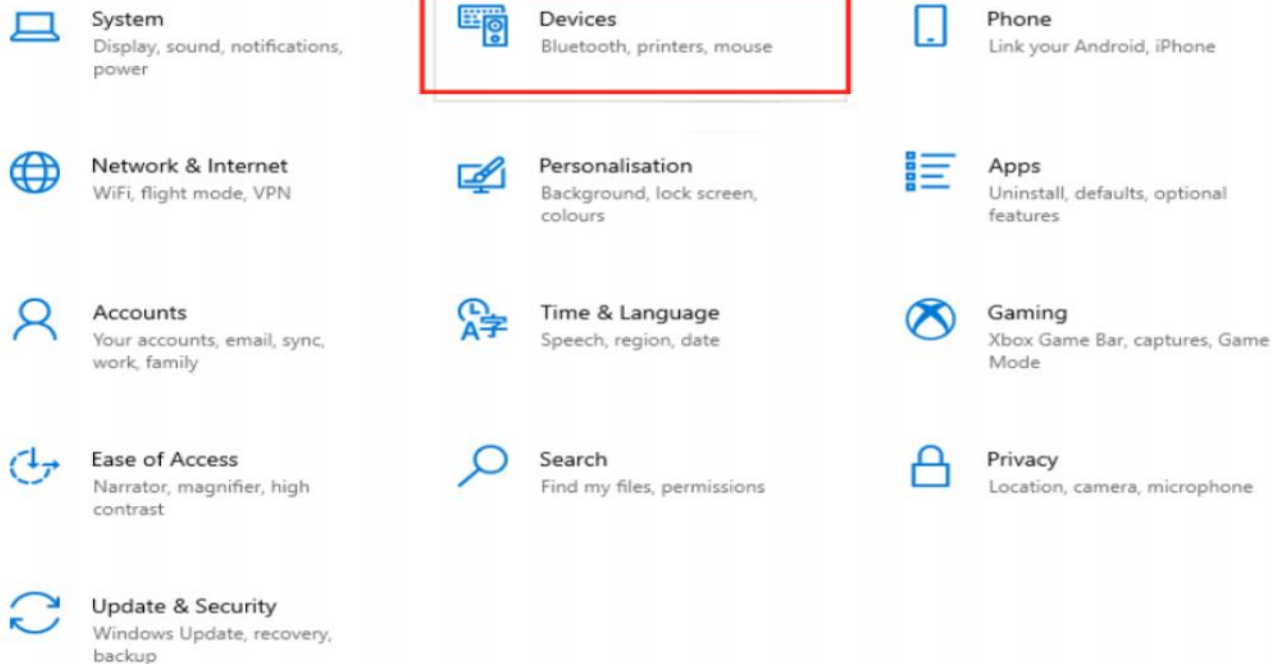 System
Display, sound, notifications,
power
Devices
Bluetooth, printers, mouse
Phone
Link your Android, iPhone
Network & Internet
WiFi, flight mode, VPN
Personalisation
Background, lock screen,
colours
Apps
Uninstall, defaults, optional
features
Accounts
Your accounts, email, sync,
work, family
Time & Language
Speech, region, date
Gaming
Xbox Game Bar, captures, Game
Mode
Ease of Access
Narrator, magnifier, high
contrast
Search
Find my files, permissions
Privacy
Location, camera, microphone
Update & Security
Windows Update, recovery,
backup